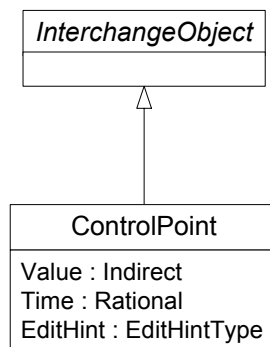 InterchangeObject
ControlPoint
Value : Indirect
Time : Rational
EditHint : EditHintType